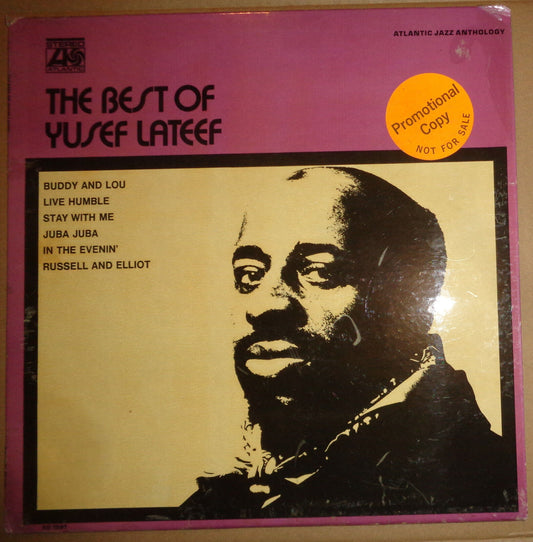 STEREO
ATLANTIC
ATLANTIC JAZZ ANTHOLOGY
THE BEST OF
YUSEF LATEEF
Promotional
Copy
NOT FOR SALE
BUDDY AND LOU
LIVE HUMBLE
STAY WITH ME
JUBA JUBA
IN THE EVENIN'
RUSSELL AND ELLIOT